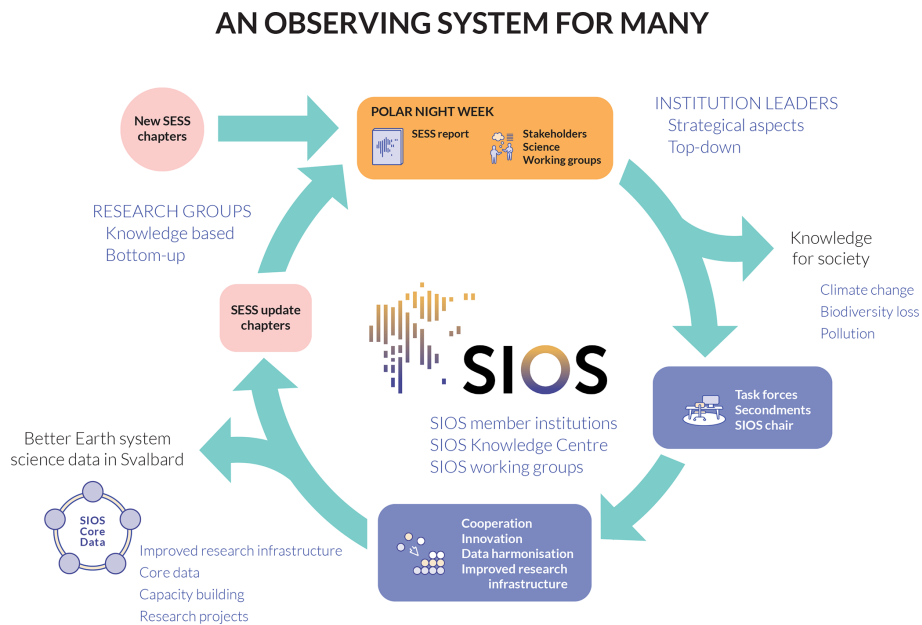 AN OBSERVING SYSTEM FOR MANY
New SESS
chapters
POLAR NIGHT WEEK
SESS report
Stakeholders
Science
Working groups
INSTITUTION LEADERS
Strategical aspects
Top-down
RESEARCH GROUPS
Knowledge based
Bottom-up
Knowledge
for society
Climate change
Biodiversity loss
Pollution
SESS update
chapters
SIOS
SIOS member institutions
SIOS Knowledge Centre
SIOS working groups
Task forces
Secondments
SIOS chair
Better Earth system
science data in Svalbard
SIOS
Core
Data
Improved research infrastructure
Core data
Capacity building
Research projects
Cooperation
Innovation
Data harmonisation
Improved research
infrastructure